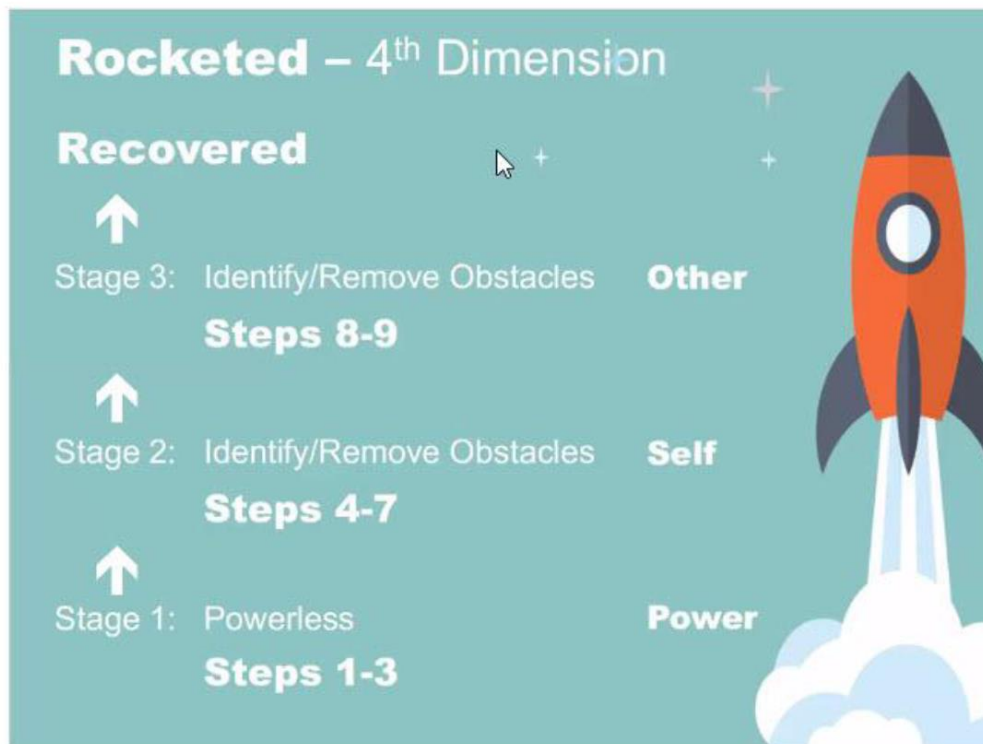 Rocketed – 4th Dimension
Recovered
Stage 3: Identify/Remove Obstacles Other
Steps 8-9
Stage 2: Identify/Remove Obstacles Self
Steps 4-7
Stage 1: Powerless Power
Steps 1-3